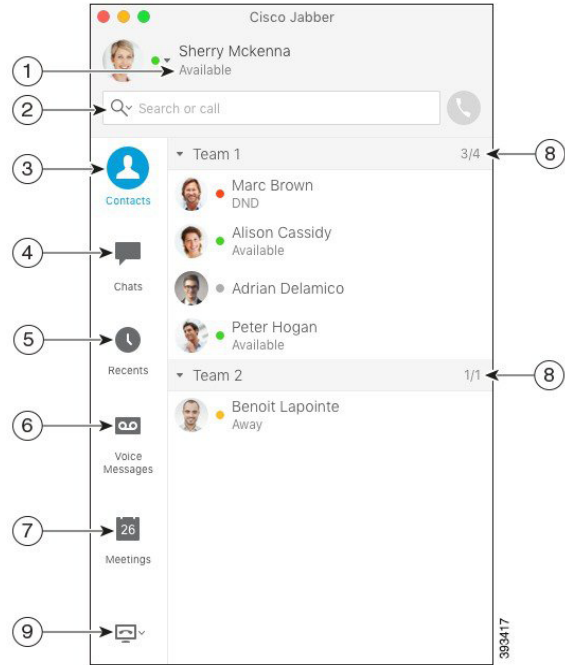 Cisco Jabber
Sherry Mckenna
1
Available
2
Search or call
3
Contacts
Team 1
3/4
8
Marc Brown
DND
4
Chats
Alison Cassidy
Available
Adrian Delamico
5
Recents
Peter Hogan
Available
Team 2
1/1
8
6
Voice
Messages
Benoit Lapointe
Away
7
26
Meetings
9
393417